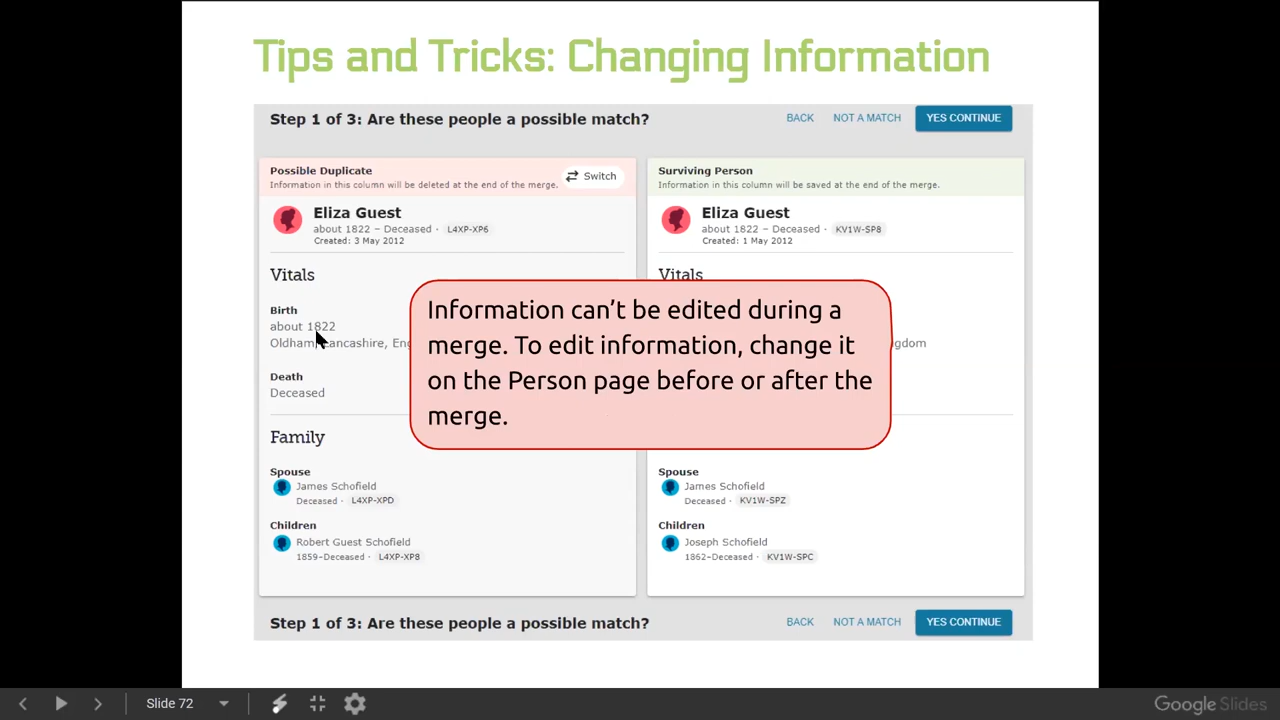 Tips and Tricks: Changing Information
Step 1 of 3: Are these people a possible match?
BACK
NOT A MATCH
YES CONTINUE
Possible Duplicate
Information in this column will be deleted at the end of the merge.
Switch
Surviving Person
Information in this column will be saved at the end of the merge.
Eliza Guest
about 1822 – Deceased · L4XP-XP6
Created: 3 May 2012
Eliza Guest
about 1822 – Deceased · KV1W-SP8
Created: 1 May 2012
Vitals
Vitals
Birth
about 1822
Oldham, Lancashire, Eng
Death
Deceased
Information can't be edited during a
merge. To edit information, change it
on the Person page before or after the
merge.
gdom
Family
Spouse
James Schofield
Deceased · L4XP-XPD
Children
Robert Guest Schofield
1859–Deceased · L4XP-XP8
Spouse
James Schofield
Deceased · KV1W-SPZ
Children
Joseph Schofield
1862–Deceased · KV1W-SPC
Step 1 of 3: Are these people a possible match?
BACK
NOT A MATCH
YES CONTINUE
Slide 72
Google Slides